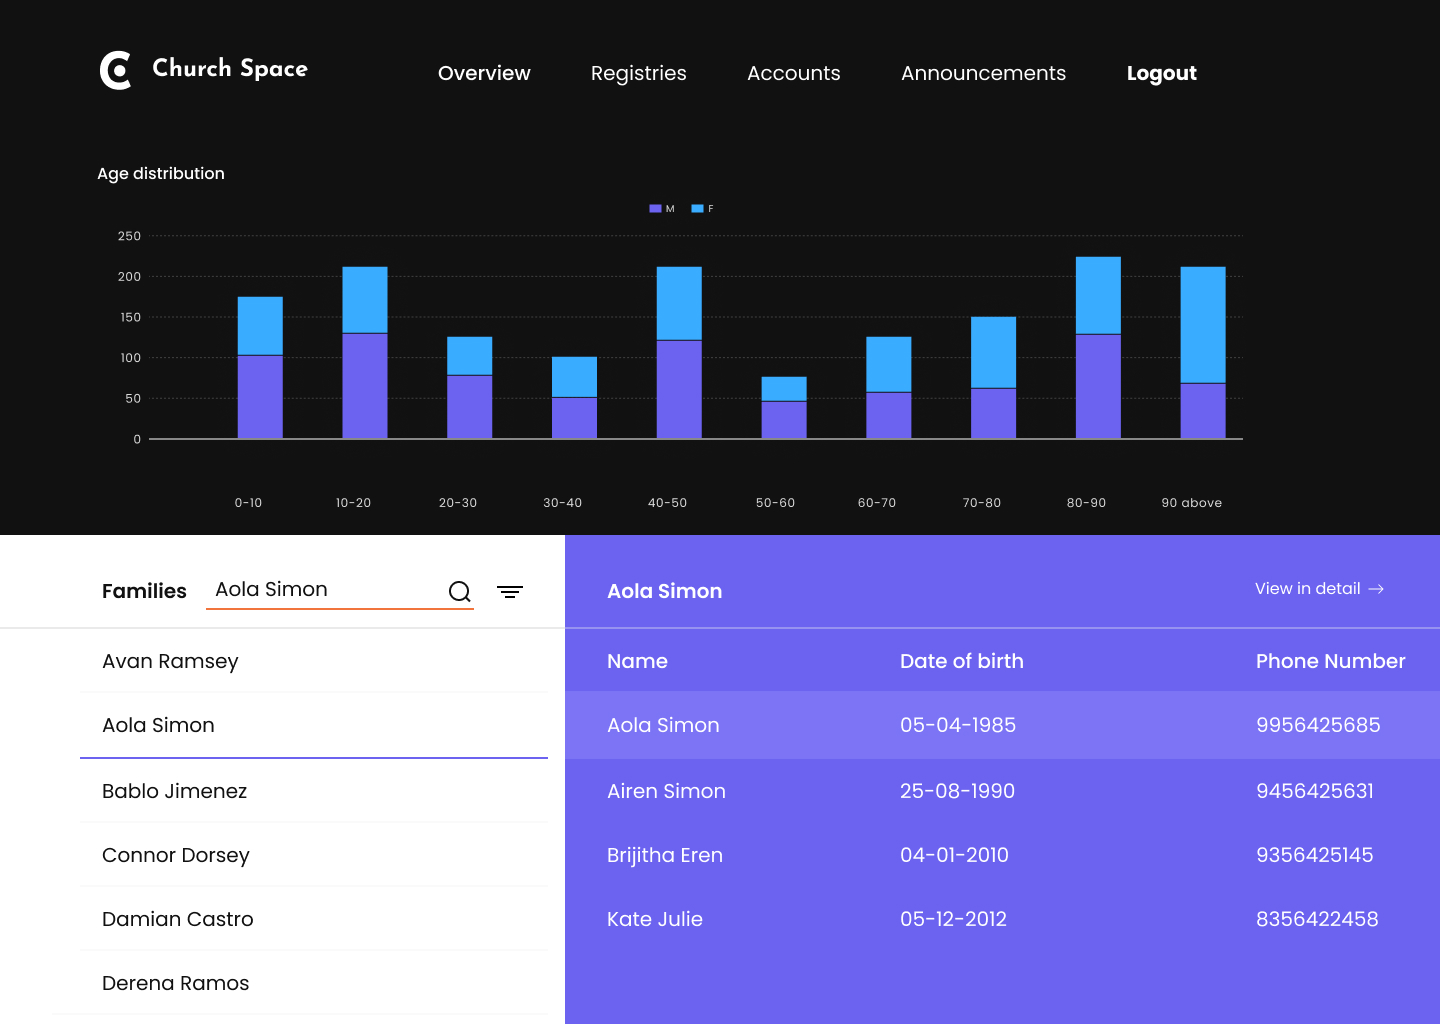 Church Space
Overview Registries Accounts Announcements Logout
Age distribution
M F
250
200
150
100
50
0
0-10 10-20 20-30 30-40 40-50 50-60 60-70 70-80 80-90 90 above
Families Aola Simon
Avan Ramsey
Aola Simon
Bablo Jimenez
Connor Dorsey
Damian Castro
Derena Ramos
Aola Simon View in detail →
Name Date of birth Phone Number
Aola Simon 05-04-1985 9956425685
Airen Simon 25-08-1990 9456425631
Brijitha Eren 04-01-2010 9356425145
Kate Julie 05-12-2012 8356422458